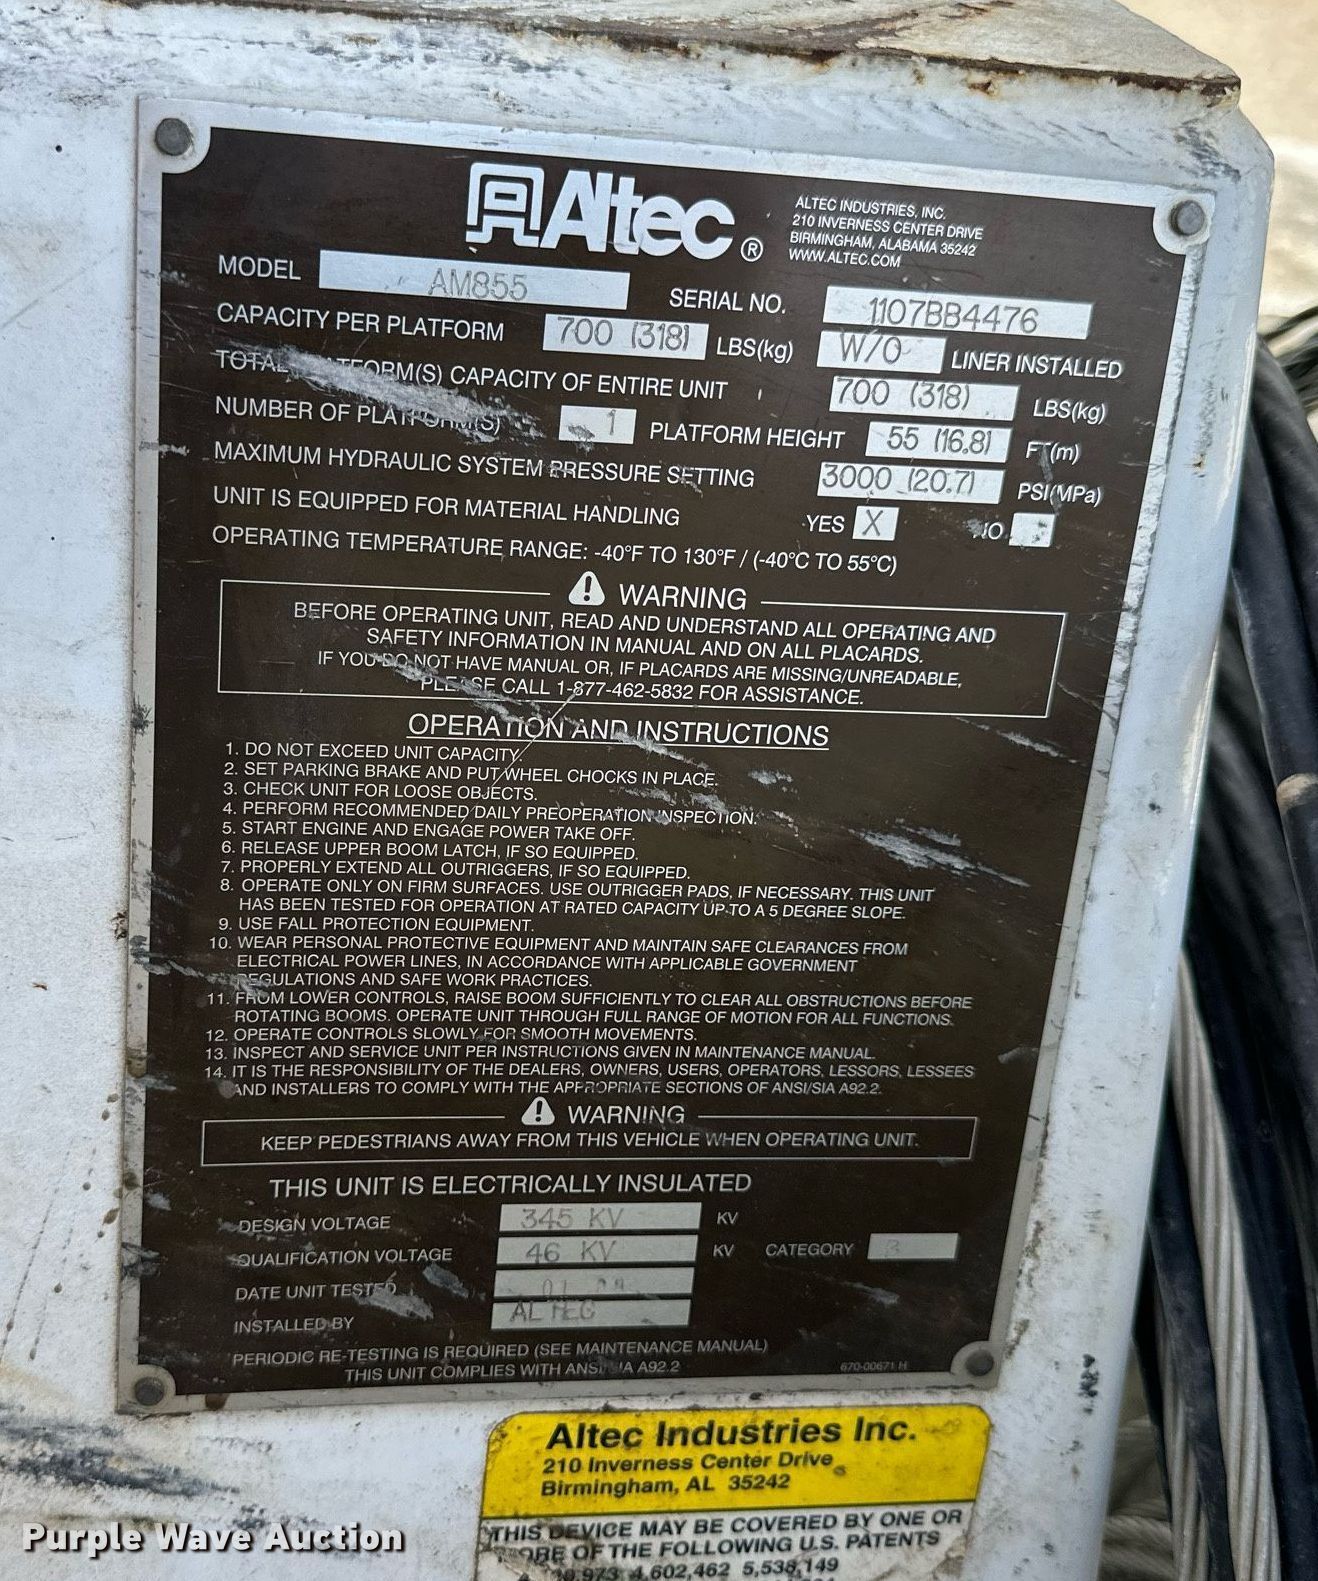 Altec®
ALTEC INDUSTRIES, INC.
210 INVERNESS CENTER DRIVE
BIRMINGHAM, ALABAMA 35242
WWW.ALTEC.COM
MODEL AM855 SERIAL NO. 1107BB4476
CAPACITY PER PLATFORM 700 (318) LBS(kg) W/O LINER INSTALLED
TOTAL PLATFORM(S) CAPACITY OF ENTIRE UNIT 700 (318) LBS(kg)
NUMBER OF PLATFORM(S) 1 PLATFORM HEIGHT 55 (16.8) FT(m)
MAXIMUM HYDRAULIC SYSTEM PRESSURE SETTING 3000 (20.7) PSI(MPa)
UNIT IS EQUIPPED FOR MATERIAL HANDLING YES X NO
OPERATING TEMPERATURE RANGE: -40°F TO 130°F / (-40°C TO 55°C)
WARNING
BEFORE OPERATING UNIT, READ AND UNDERSTAND ALL OPERATING AND
SAFETY INFORMATION IN MANUAL AND ON ALL PLACARDS.
IF YOU DO NOT HAVE MANUAL OR, IF PLACARDS ARE MISSING/UNREADABLE,
PLEASE CALL 1-877-462-5832 FOR ASSISTANCE.
OPERATION AND INSTRUCTIONS
1. DO NOT EXCEED UNIT CAPACITY.
2. SET PARKING BRAKE AND PUT WHEEL CHOCKS IN PLACE.
3. CHECK UNIT FOR LOOSE OBJECTS.
4. PERFORM RECOMMENDED DAILY PREOPERATION INSPECTION.
5. START ENGINE AND ENGAGE POWER TAKE OFF.
6. RELEASE UPPER BOOM LATCH, IF SO EQUIPPED.
7. PROPERLY EXTEND ALL OUTRIGGERS, IF SO EQUIPPED.
8. OPERATE ONLY ON FIRM SURFACES. USE OUTRIGGER PADS, IF NECESSARY. THIS UNIT
HAS BEEN TESTED FOR OPERATION AT RATED CAPACITY UP TO A 5 DEGREE SLOPE.
9. USE FALL PROTECTION EQUIPMENT.
10. WEAR PERSONAL PROTECTIVE EQUIPMENT AND MAINTAIN SAFE CLEARANCES FROM
ELECTRICAL POWER LINES, IN ACCORDANCE WITH APPLICABLE GOVERNMENT
REGULATIONS AND SAFE WORK PRACTICES.
11. FROM LOWER CONTROLS, RAISE BOOM SUFFICIENTLY TO CLEAR ALL OBSTRUCTIONS BEFORE
ROTATING BOOMS. OPERATE UNIT THROUGH FULL RANGE OF MOTION FOR ALL FUNCTIONS.
12. OPERATE CONTROLS SLOWLY FOR SMOOTH MOVEMENTS.
13. INSPECT AND SERVICE UNIT PER INSTRUCTIONS GIVEN IN MAINTENANCE MANUAL.
14. IT IS THE RESPONSIBILITY OF THE DEALERS, OWNERS, USERS, OPERATORS, LESSORS, LESSEES
AND INSTALLERS TO COMPLY WITH THE APPROPRIATE SECTIONS OF ANSI/SIA A92.2.
WARNING
KEEP PEDESTRIANS AWAY FROM THIS VEHICLE WHEN OPERATING UNIT.
THIS UNIT IS ELECTRICALLY INSULATED
DESIGN VOLTAGE 345 KV KV
QUALIFICATION VOLTAGE 46 KV KV CATEGORY
DATE UNIT TESTED 01
INSTALLED BY ALTEC
PERIODIC RE-TESTING IS REQUIRED (SEE MAINTENANCE MANUAL)
THIS UNIT COMPLIES WITH ANSI/SIA A92.2 670-00671 H
Altec Industries Inc.
210 Inverness Center Drive
Birmingham, AL 35242
THIS DEVICE MAY BE COVERED BY ONE OR
MORE OF THE FOLLOWING U.S. PATENTS
4,602,462 5,538,149
Purple Wave Auction